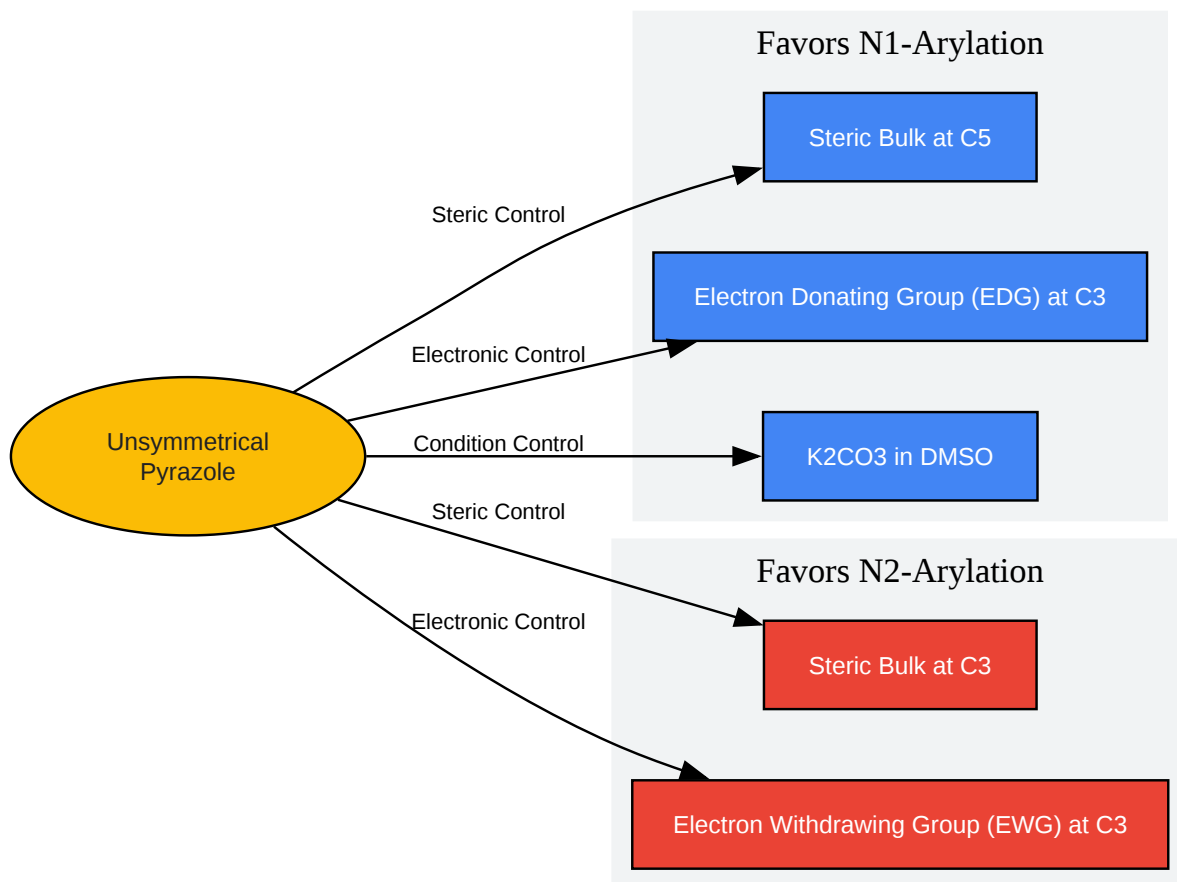 Favors N1-Arylation
Steric Bulk at C5
Steric Control
Electron Donating Group (EDG) at C3
Electronic Control
Unsymmetrical
Pyrazole
Condition Control
K2CO3 in DMSO
Steric Control
Favors N2-Arylation
Electronic Control
Steric Bulk at C3
Electron Withdrawing Group (EWG) at C3